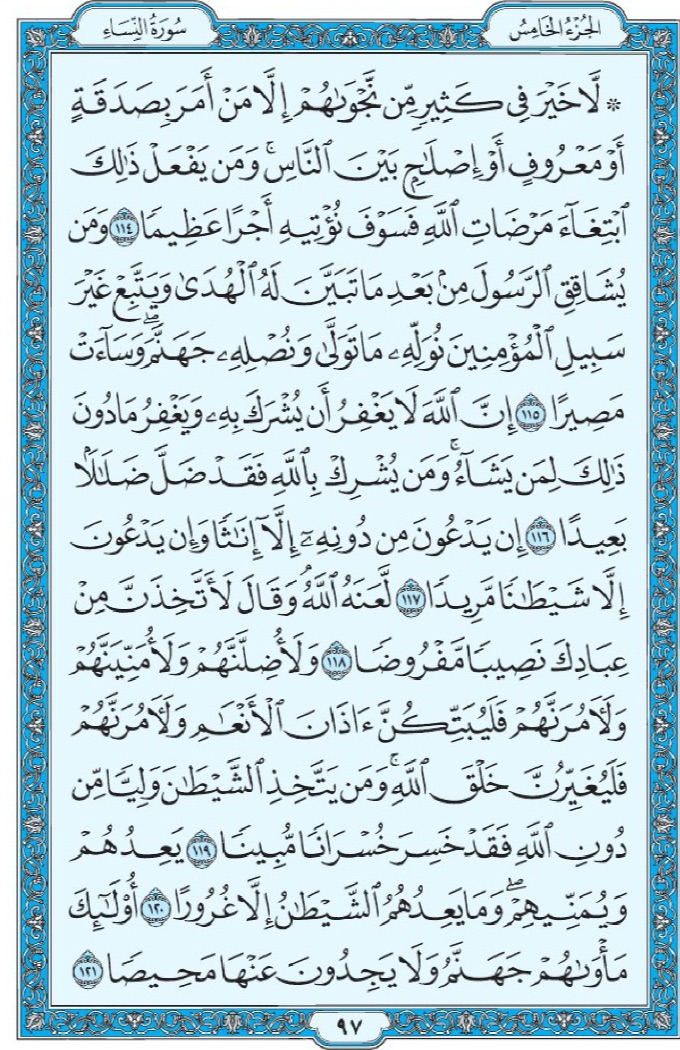 الجُزْءُ الخَامِسُ
سُورَةُ النِّسَاءِ
۞ لَّا خَيْرَ فِى كَثِيرٍ مِّن نَّجْوَىٰهُمْ إِلَّا مَنْ أَمَرَ بِصَدَقَةٍ
أَوْ مَعْرُوفٍ أَوْ إِصْلَـٰحٍۭ بَيْنَ ٱلنَّاسِ ۚ وَمَن يَفْعَلْ ذَٰلِكَ
ٱبْتِغَآءَ مَرْضَاتِ ٱللَّهِ فَسَوْفَ نُؤْتِيهِ أَجْرًا عَظِيمًا ١١٤ وَمَن
يُشَاقِقِ ٱلرَّسُولَ مِنۢ بَعْدِ مَا تَبَيَّنَ لَهُ ٱلْهُدَىٰ وَيَتَّبِعْ غَيْرَ
سَبِيلِ ٱلْمُؤْمِنِينَ نُوَلِّهِۦ مَا تَوَلَّىٰ وَنُصْلِهِۦ جَهَنَّمَ ۖ وَسَآءَتْ
مَصِيرًا ١١٥ إِنَّ ٱللَّهَ لَا يَغْفِرُ أَن يُشْرَكَ بِهِۦ وَيَغْفِرُ مَا دُونَ
ذَٰلِكَ لِمَن يَشَآءُ ۚ وَمَن يُشْرِكْ بِٱللَّهِ فَقَدْ ضَلَّ ضَلَـٰلًۢا
بَعِيدًا ١١٦ إِن يَدْعُونَ مِن دُونِهِۦٓ إِلَّآ إِنَـٰثًا وَإِن يَدْعُونَ
إِلَّا شَيْطَـٰنًا مَّرِيدًا ١١٧ لَّعَنَهُ ٱللَّهُ ۘ وَقَالَ لَأَتَّخِذَنَّ مِنْ
عِبَادِكَ نَصِيبًا مَّفْرُوضًا ١١٨ وَلَأُضِلَّنَّهُمْ وَلَأُمَنِّيَنَّهُمْ
وَلَـَٔامُرَنَّهُمْ فَلَيُبَتِّكُنَّ ءَاذَانَ ٱلْأَنْعَـٰمِ وَلَـَٔامُرَنَّهُمْ
فَلَيُغَيِّرُنَّ خَلْقَ ٱللَّهِ ۚ وَمَن يَتَّخِذِ ٱلشَّيْطَـٰنَ وَلِيًّا مِّن
دُونِ ٱللَّهِ فَقَدْ خَسِرَ خُسْرَانًا مُّبِينًا ١١٩ يَعِدُهُمْ
وَيُمَنِّيهِمْ ۖ وَمَا يَعِدُهُمُ ٱلشَّيْطَـٰنُ إِلَّا غُرُورًا ١٢٠ أُو۟لَـٰٓئِكَ
مَأْوَىٰهُمْ جَهَنَّمُ وَلَا يَجِدُونَ عَنْهَا مَحِيصًا ١٢١
٩٧